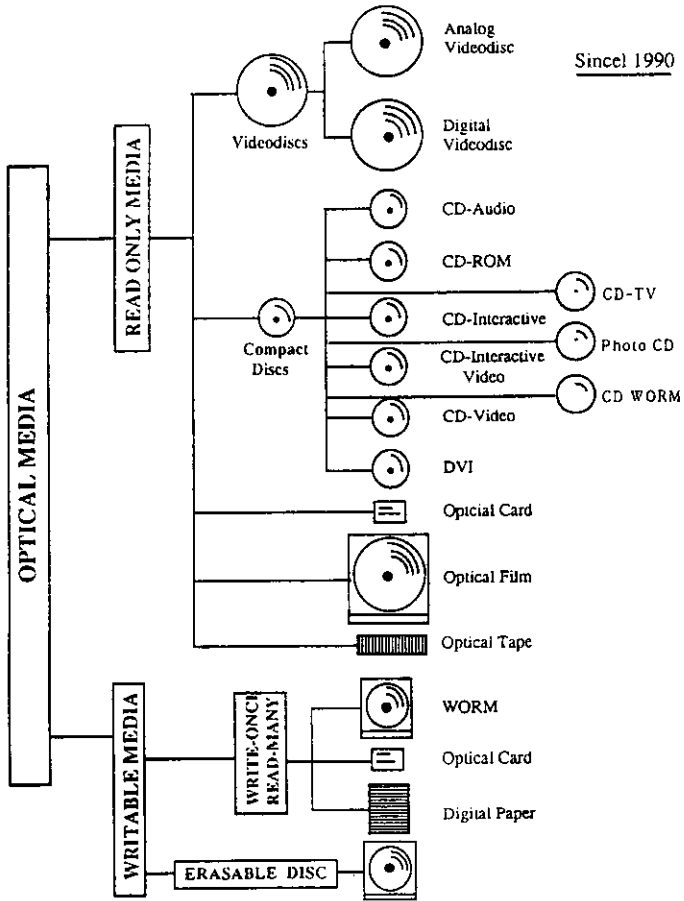 Analog
Videodisc
Sincel 1990
Videodiscs
Digital
Videodisc
OPTICAL MEDIA
READ ONLY MEDIA
CD-Audio
CD-ROM
CD-TV
CD-Interactive
Compact
Discs
Photo CD
CD-Interactive
Video
CD WORM
CD-Video
DVI
Opticial Card
Optical Film
Optical Tape
WRITABLE MEDIA
WRITE-ONCE
READ-MANY
WORM
Optical Card
Digital Paper
ERASABLE DISC